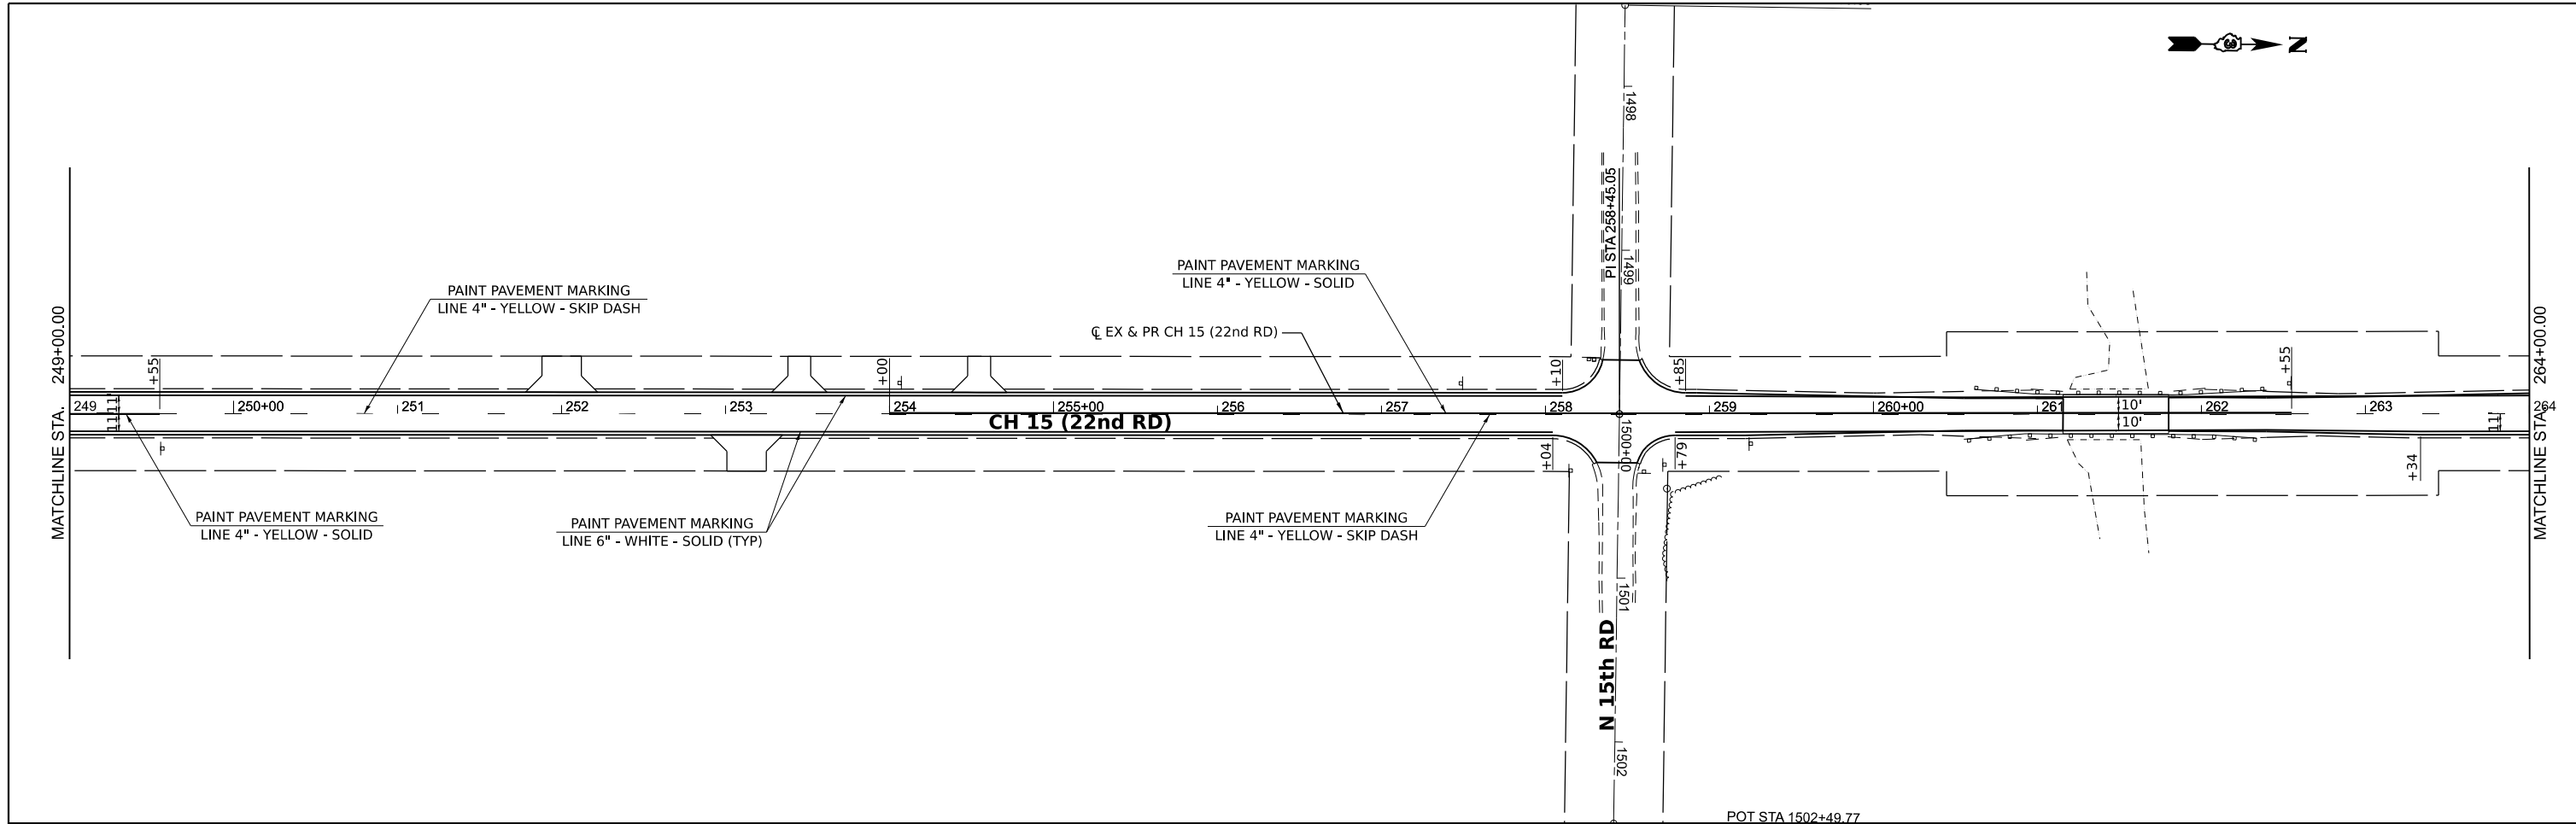 N
1498
PI STA 258+45.05
1499
PAINT PAVEMENT MARKING
LINE 4" - YELLOW - SOLID
PAINT PAVEMENT MARKING
LINE 4" - YELLOW - SKIP DASH
℄ EX & PR CH 15 (22nd RD)
MATCHLINE STA. 249+00.00
+55
+00
+10
+85
+55
MATCHLINE STA. 264+00.00
249
250+00
251
252
253
254
255+00
256
257
258
259
260+00
261
262
263
264
11'
11'
10'
10'
11'
CH 15 (22nd RD)
1500+00
+04
+79
+34
PAINT PAVEMENT MARKING
LINE 4" - YELLOW - SOLID
PAINT PAVEMENT MARKING
LINE 6" - WHITE - SOLID (TYP)
PAINT PAVEMENT MARKING
LINE 4" - YELLOW - SKIP DASH
1501
N 15th RD
1502
POT STA 1502+49.77